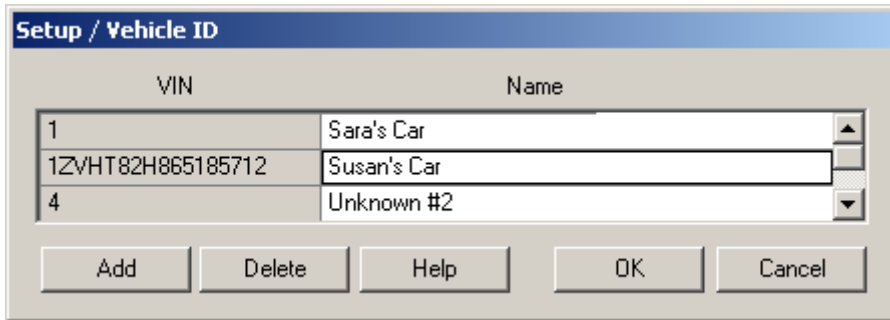 Setup / Vehicle ID
VIN Name
1 Sara's Car
1ZVHT82H865185712 Susan's Car
4 Unknown #2
Add Delete Help OK Cancel